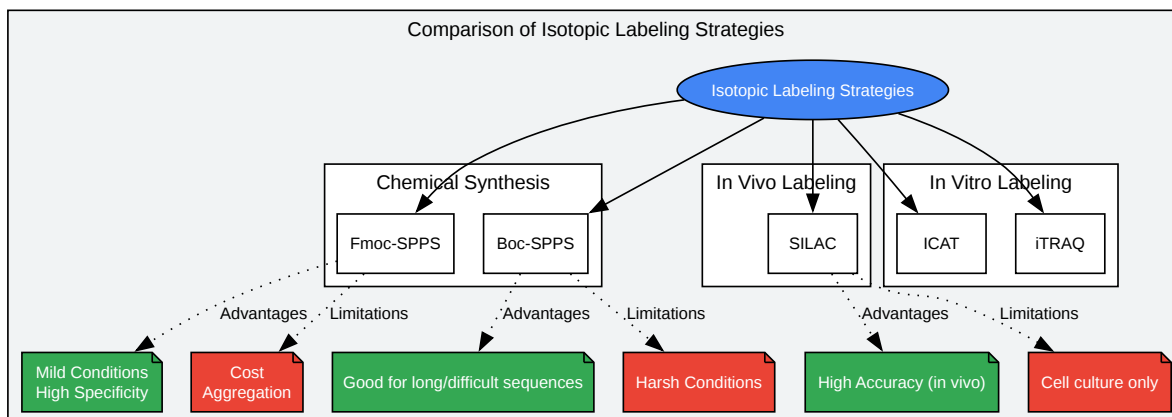 Comparison of Isotopic Labeling Strategies
Isotopic Labeling Strategies
Chemical Synthesis
In Vivo Labeling
In Vitro Labeling
Fmoc-SPPS
Boc-SPPS
SILAC
ICAT
iTRAQ
Advantages
Limitations
Advantages
Limitations
Advantages
Limitations
Mild Conditions
High Specificity
Cost
Aggregation
Good for long/difficult sequences
Harsh Conditions
High Accuracy (in vivo)
Cell culture only